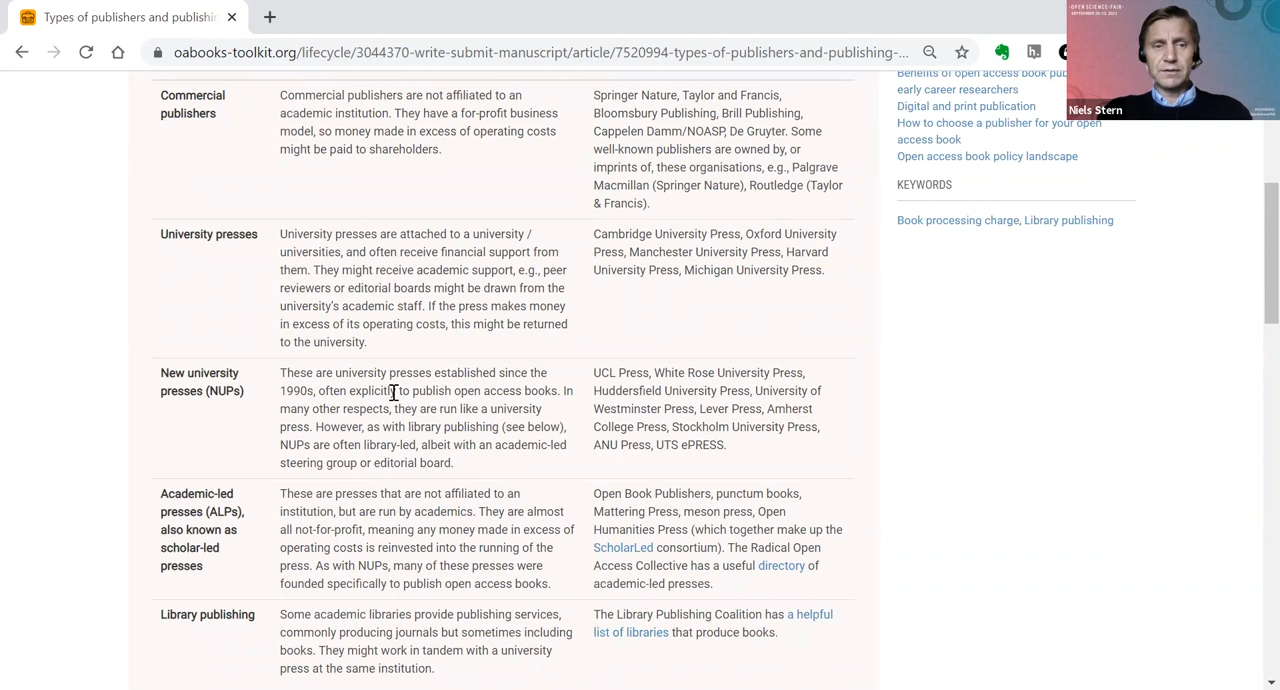 Types of publishers and publishin
oabooks-toolkit.org/lifecycle/3044370-write-submit-manuscript/article/7520994-types-of-publishers-and-publishing-...
·OPEN SCIENCE·FAIR·
Niels Stern
Commercial
publishers
Commercial publishers are not affiliated to an
academic institution. They have a for-profit business
model, so money made in excess of operating costs
might be paid to shareholders.
Springer Nature, Taylor and Francis,
Bloomsbury Publishing, Brill Publishing,
Cappelen Damm/NOASP, De Gruyter. Some
well-known publishers are owned by, or
imprints of, these organisations, e.g., Palgrave
Macmillan (Springer Nature), Routledge (Taylor
& Francis).
University presses
University presses are attached to a university /
universities, and often receive financial support from
them. They might receive academic support, e.g., peer
reviewers or editorial boards might be drawn from the
university's academic staff. If the press makes money
in excess of its operating costs, this might be returned
to the university.
Cambridge University Press, Oxford University
Press, Manchester University Press, Harvard
University Press, Michigan University Press.
New university
presses (NUPs)
These are university presses established since the
1990s, often explicitly to publish open access books. In
many other respects, they are run like a university
press. However, as with library publishing (see below),
NUPs are often library-led, albeit with an academic-led
steering group or editorial board.
UCL Press, White Rose University Press,
Huddersfield University Press, University of
Westminster Press, Lever Press, Amherst
College Press, Stockholm University Press,
ANU Press, UTS ePRESS.
Academic-led
presses (ALPs),
also known as
scholar-led
presses
These are presses that are not affiliated to an
institution, but are run by academics. They are almost
all not-for-profit, meaning any money made in excess of
operating costs is reinvested into the running of the
press. As with NUPs, many of these presses were
founded specifically to publish open access books.
Open Book Publishers, punctum books,
Mattering Press, meson press, Open
Humanities Press (which together make up the
ScholarLed consortium). The Radical Open
Access Collective has a useful directory of
academic-led presses.
Library publishing
Some academic libraries provide publishing services,
commonly producing journals but sometimes including
books. They might work in tandem with a university
press at the same institution.
The Library Publishing Coalition has a helpful
list of libraries that produce books.
Benefits of open access book pub
early career researchers
Digital and print publication
How to choose a publisher for your open
access book
Open access book policy landscape
KEYWORDS
Book processing charge, Library publishing